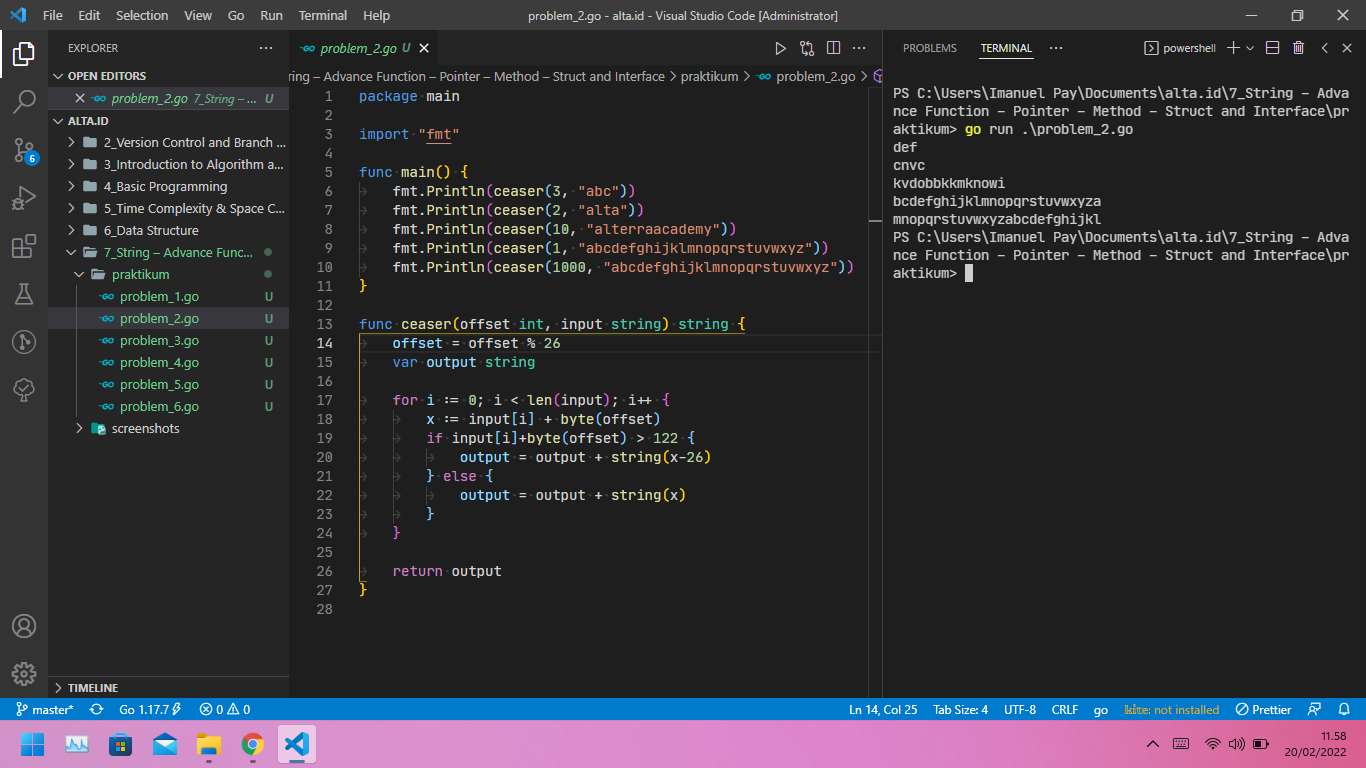 File Edit Selection View Go Run Terminal Help problem_2.go - alta.id - Visual Studio Code [Administrator]
EXPLORER
OPEN EDITORS
problem_2.go 7_String – ... U
ALTA.ID
2_Version Control and Branch ...
3_Introduction to Algorithm a...
4_Basic Programming
5_Time Complexity & Space C...
6_Data Structure
7_String – Advance Func...
praktikum
problem_1.go U
problem_2.go U
problem_3.go U
problem_4.go U
problem_5.go U
problem_6.go U
screenshots
TIMELINE
6
problem_2.go U
ring – Advance Function – Pointer – Method – Struct and Interface > praktikum > problem_2.go >
1 package main
2
3 import "fmt"
4
5 func main() {
6 fmt.Println(ceaser(3, "abc"))
7 fmt.Println(ceaser(2, "alta"))
8 fmt.Println(ceaser(10, "alterraacademy"))
9 fmt.Println(ceaser(1, "abcdefghijklmnopqrstuvwxyz"))
10 fmt.Println(ceaser(1000, "abcdefghijklmnopqrstuvwxyz"))
11 }
12
13 func ceaser(offset int, input string) string {
14 offset = offset % 26
15 var output string
16
17 for i := 0; i < len(input); i++ {
18 x := input[i] + byte(offset)
19 if input[i]+byte(offset) > 122 {
20 output = output + string(x-26)
21 } else {
22 output = output + string(x)
23 }
24 }
25
26 return output
27 }
28
PROBLEMS TERMINAL powershell
PS C:\Users\Imanuel Pay\Documents\alta.id\7_String – Adva
nce Function – Pointer – Method – Struct and Interface\pr
aktikum> go run .\problem_2.go
def
cnvc
kvdobbkkmknowi
bcdefghijklmnopqrstuvwxyza
mnopqrstuvwxyzabcdefghijkl
PS C:\Users\Imanuel Pay\Documents\alta.id\7_String – Adva
nce Function – Pointer – Method – Struct and Interface\pr
aktikum>
master* Go 1.17.7 0 0 Ln 14, Col 25 Tab Size: 4 UTF-8 CRLF go kite: not installed Prettier
11.58
20/02/2022